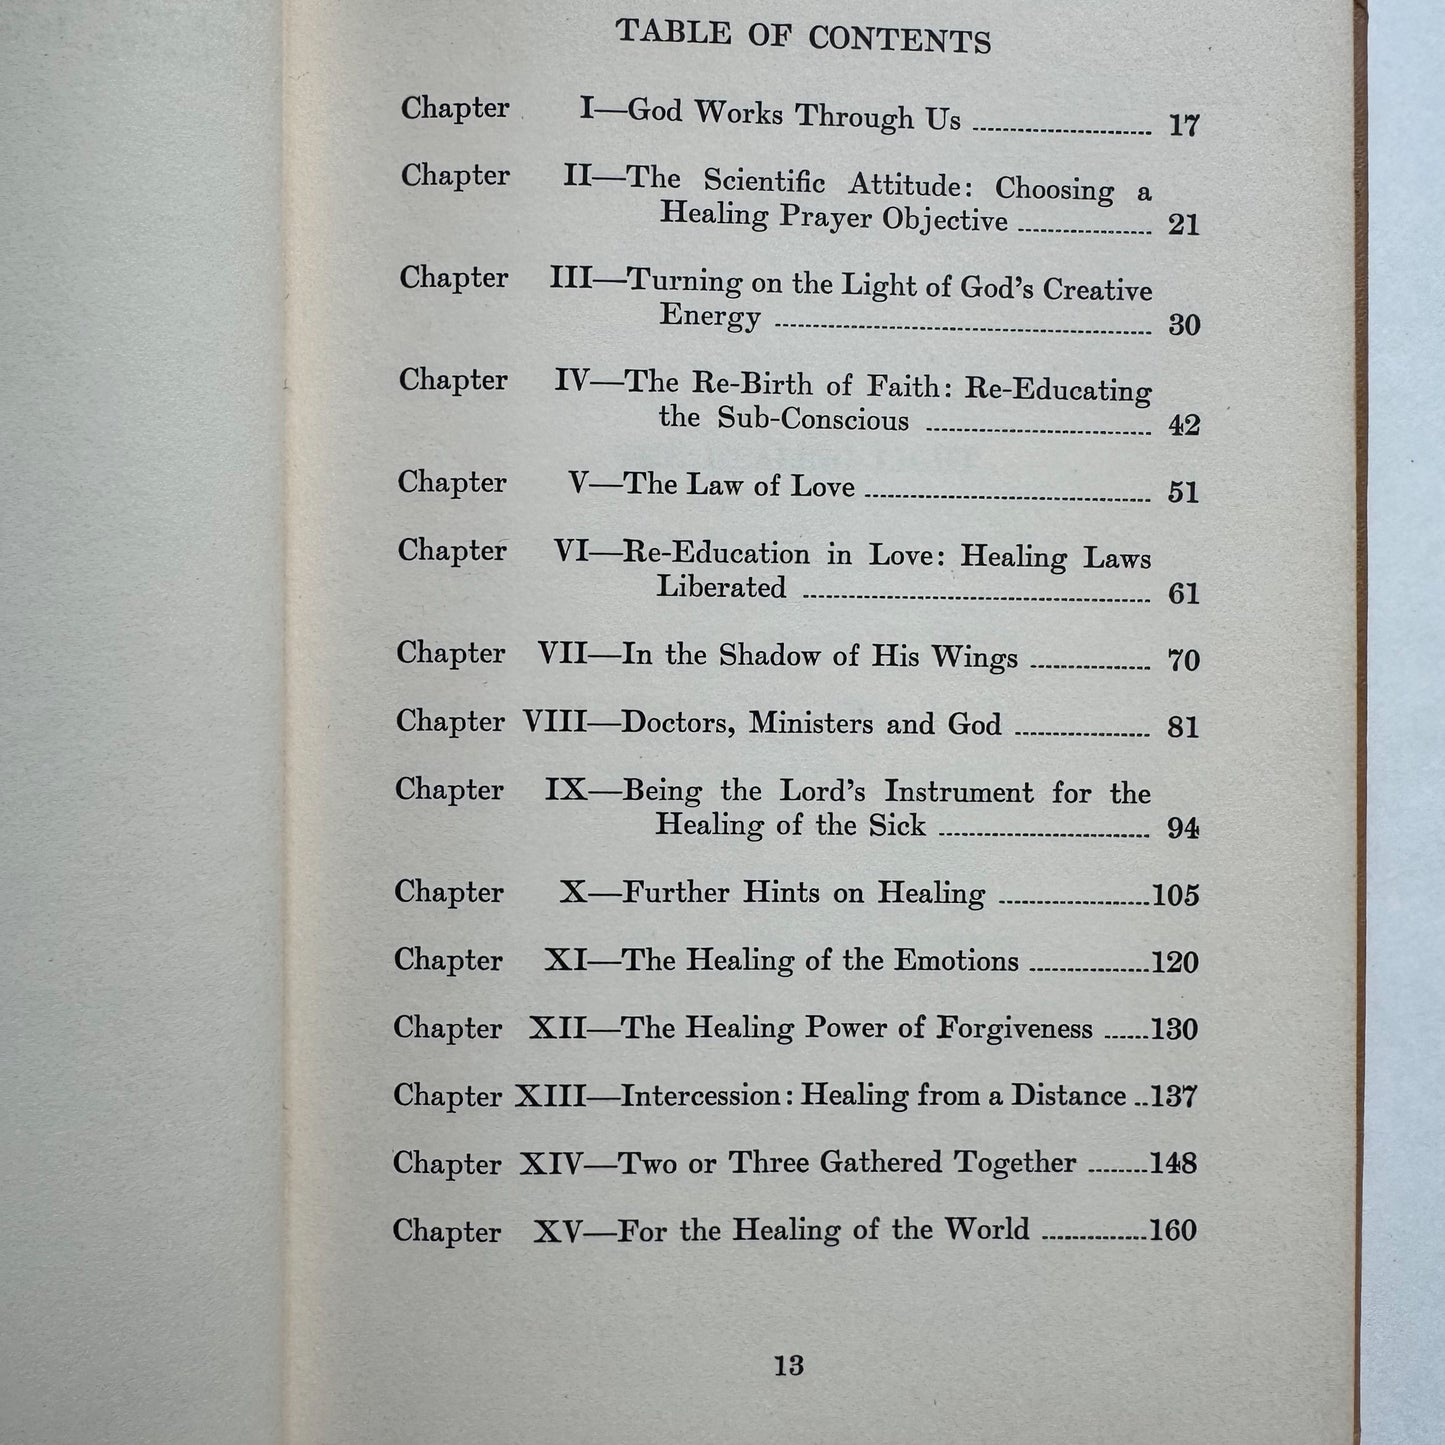 TABLE OF CONTENTS
Chapter I—God Works Through Us ........................ 17
Chapter II—The Scientific Attitude: Choosing a
Healing Prayer Objective .................. 21
Chapter III—Turning on the Light of God's Creative
Energy .................................................. 30
Chapter IV—The Re-Birth of Faith: Re-Educating
the Sub-Conscious .............................. 42
Chapter V—The Law of Love ...................................... 51
Chapter VI—Re-Education in Love: Healing Laws
Liberated .............................................. 61
Chapter VII—In the Shadow of His Wings ................ 70
Chapter VIII—Doctors, Ministers and God .................. 81
Chapter IX—Being the Lord's Instrument for the
Healing of the Sick ............................ 94
Chapter X—Further Hints on Healing ....................105
Chapter XI—The Healing of the Emotions ................120
Chapter XII—The Healing Power of Forgiveness ......130
Chapter XIII—Intercession: Healing from a Distance ..137
Chapter XIV—Two or Three Gathered Together ........148
Chapter XV—For the Healing of the World ..............160
13